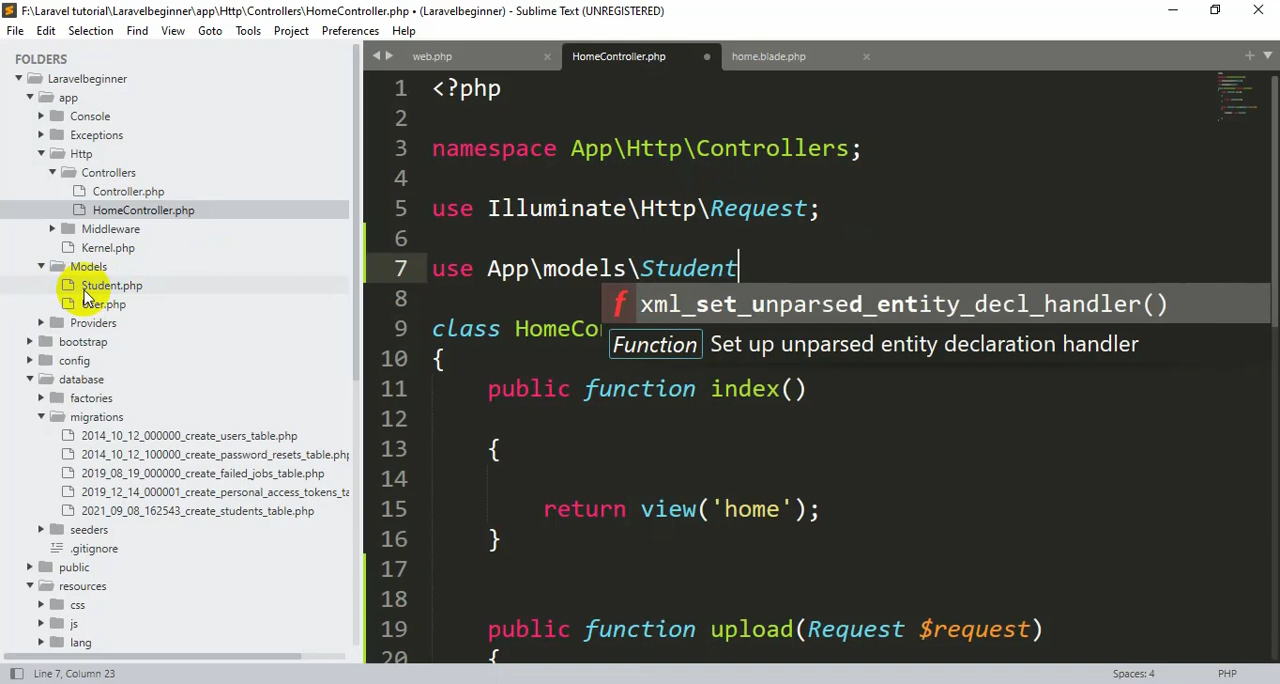 F:\Laravel tutorial\Laravelbeginner\app\Http\Controllers\HomeController.php • (Laravelbeginner) - Sublime Text (UNREGISTERED)
File Edit Selection Find View Goto Tools Project Preferences Help
FOLDERS
Laravelbeginner
app
Console
Exceptions
Http
Controllers
Controller.php
HomeController.php
Middleware
Kernel.php
Models
Student.php
User.php
Providers
bootstrap
config
database
factories
migrations
2014_10_12_000000_create_users_table.php
2014_10_12_100000_create_password_resets_table.php
2019_08_19_000000_create_failed_jobs_table.php
2019_12_14_000001_create_personal_access_tokens_ta
2021_09_08_162543_create_students_table.php
seeders
.gitignore
public
resources
css
js
lang
web.php HomeController.php home.blade.php
1 <?php
2
3 namespace App\Http\Controllers;
4
5 use Illuminate\Http\Request;
6
7 use App\models\Student
8 f xml_set_unparsed_entity_decl_handler()
9 class HomeCo
Function Set up unparsed entity declaration handler
10 {
11 public function index()
12
13 {
14
15 return view('home');
16 }
17
18
19 public function upload(Request $request)
20 {
Line 7, Column 23 Spaces: 4 PHP